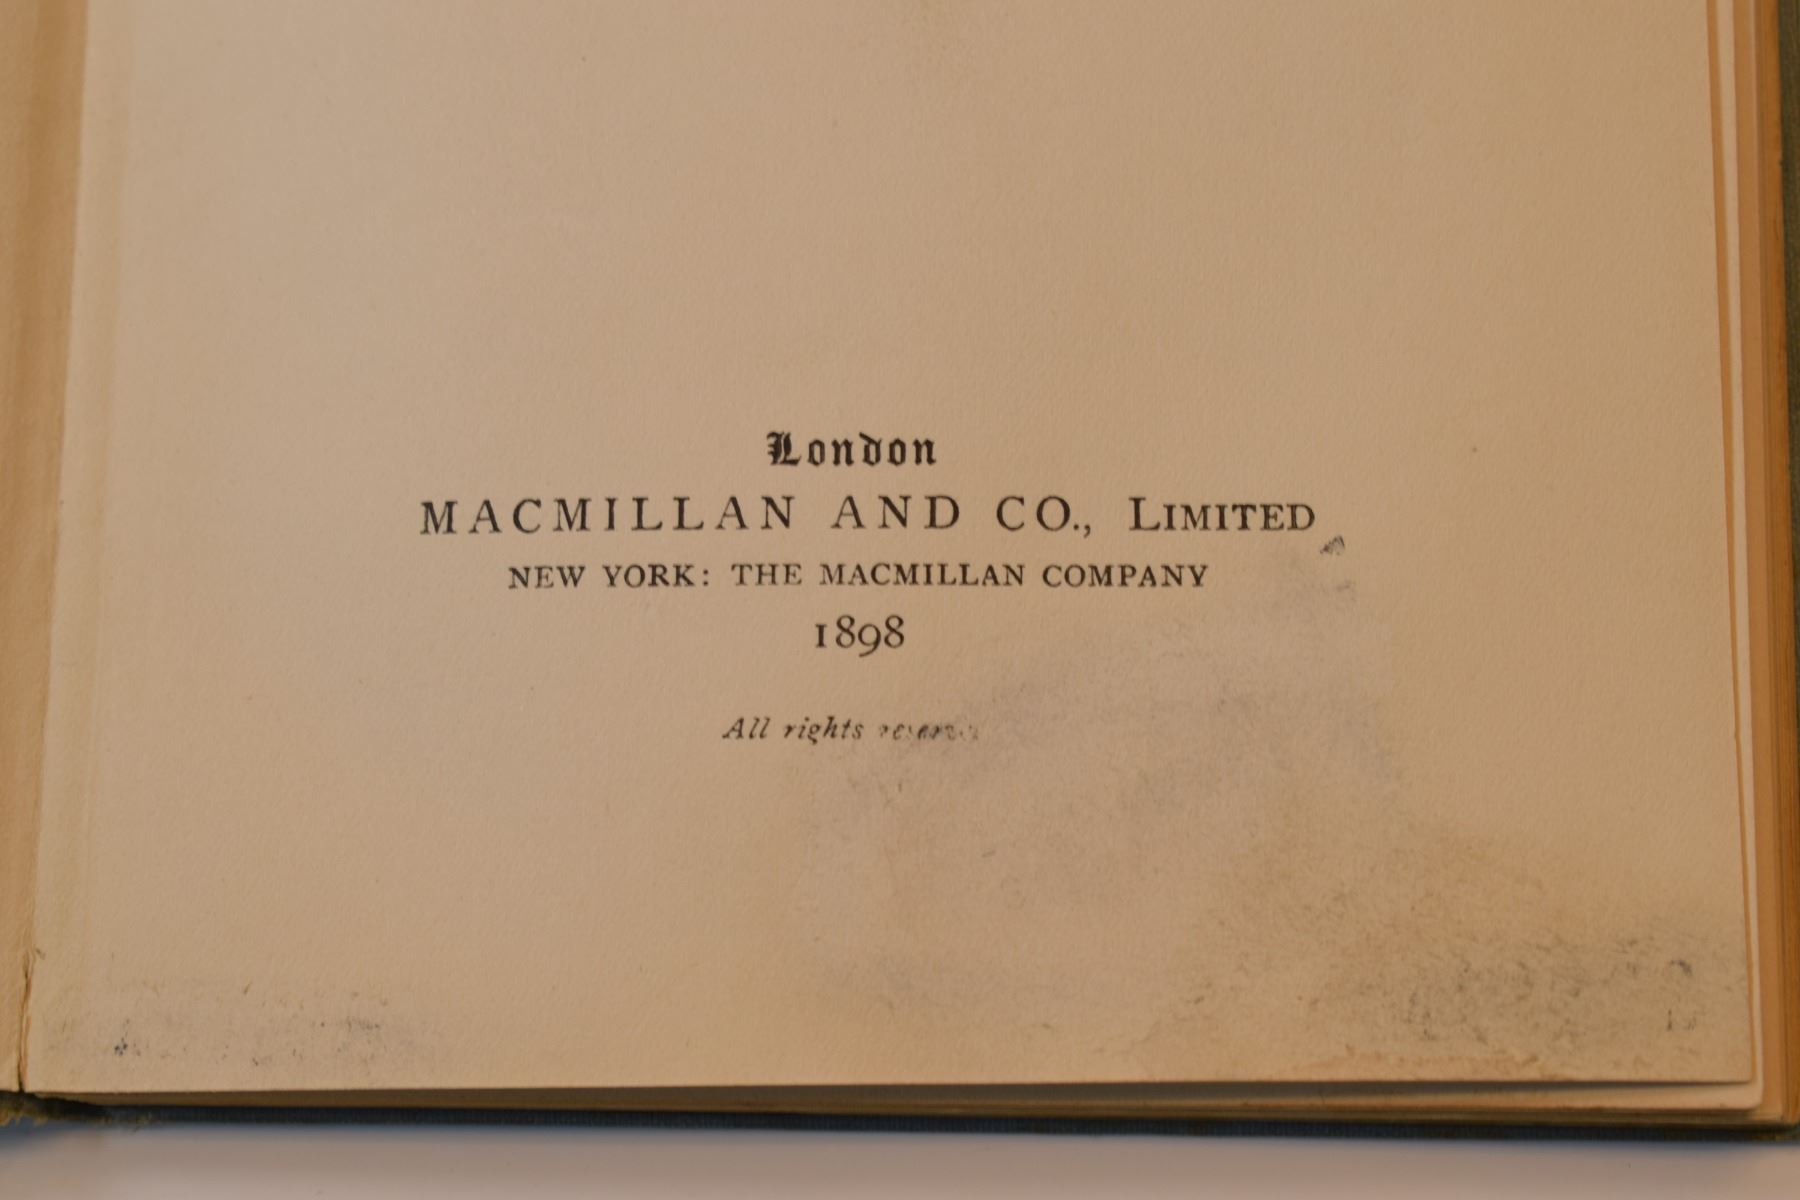 London
MACMILLAN AND CO., LIMITED
NEW YORK: THE MACMILLAN COMPANY
1898
All rights